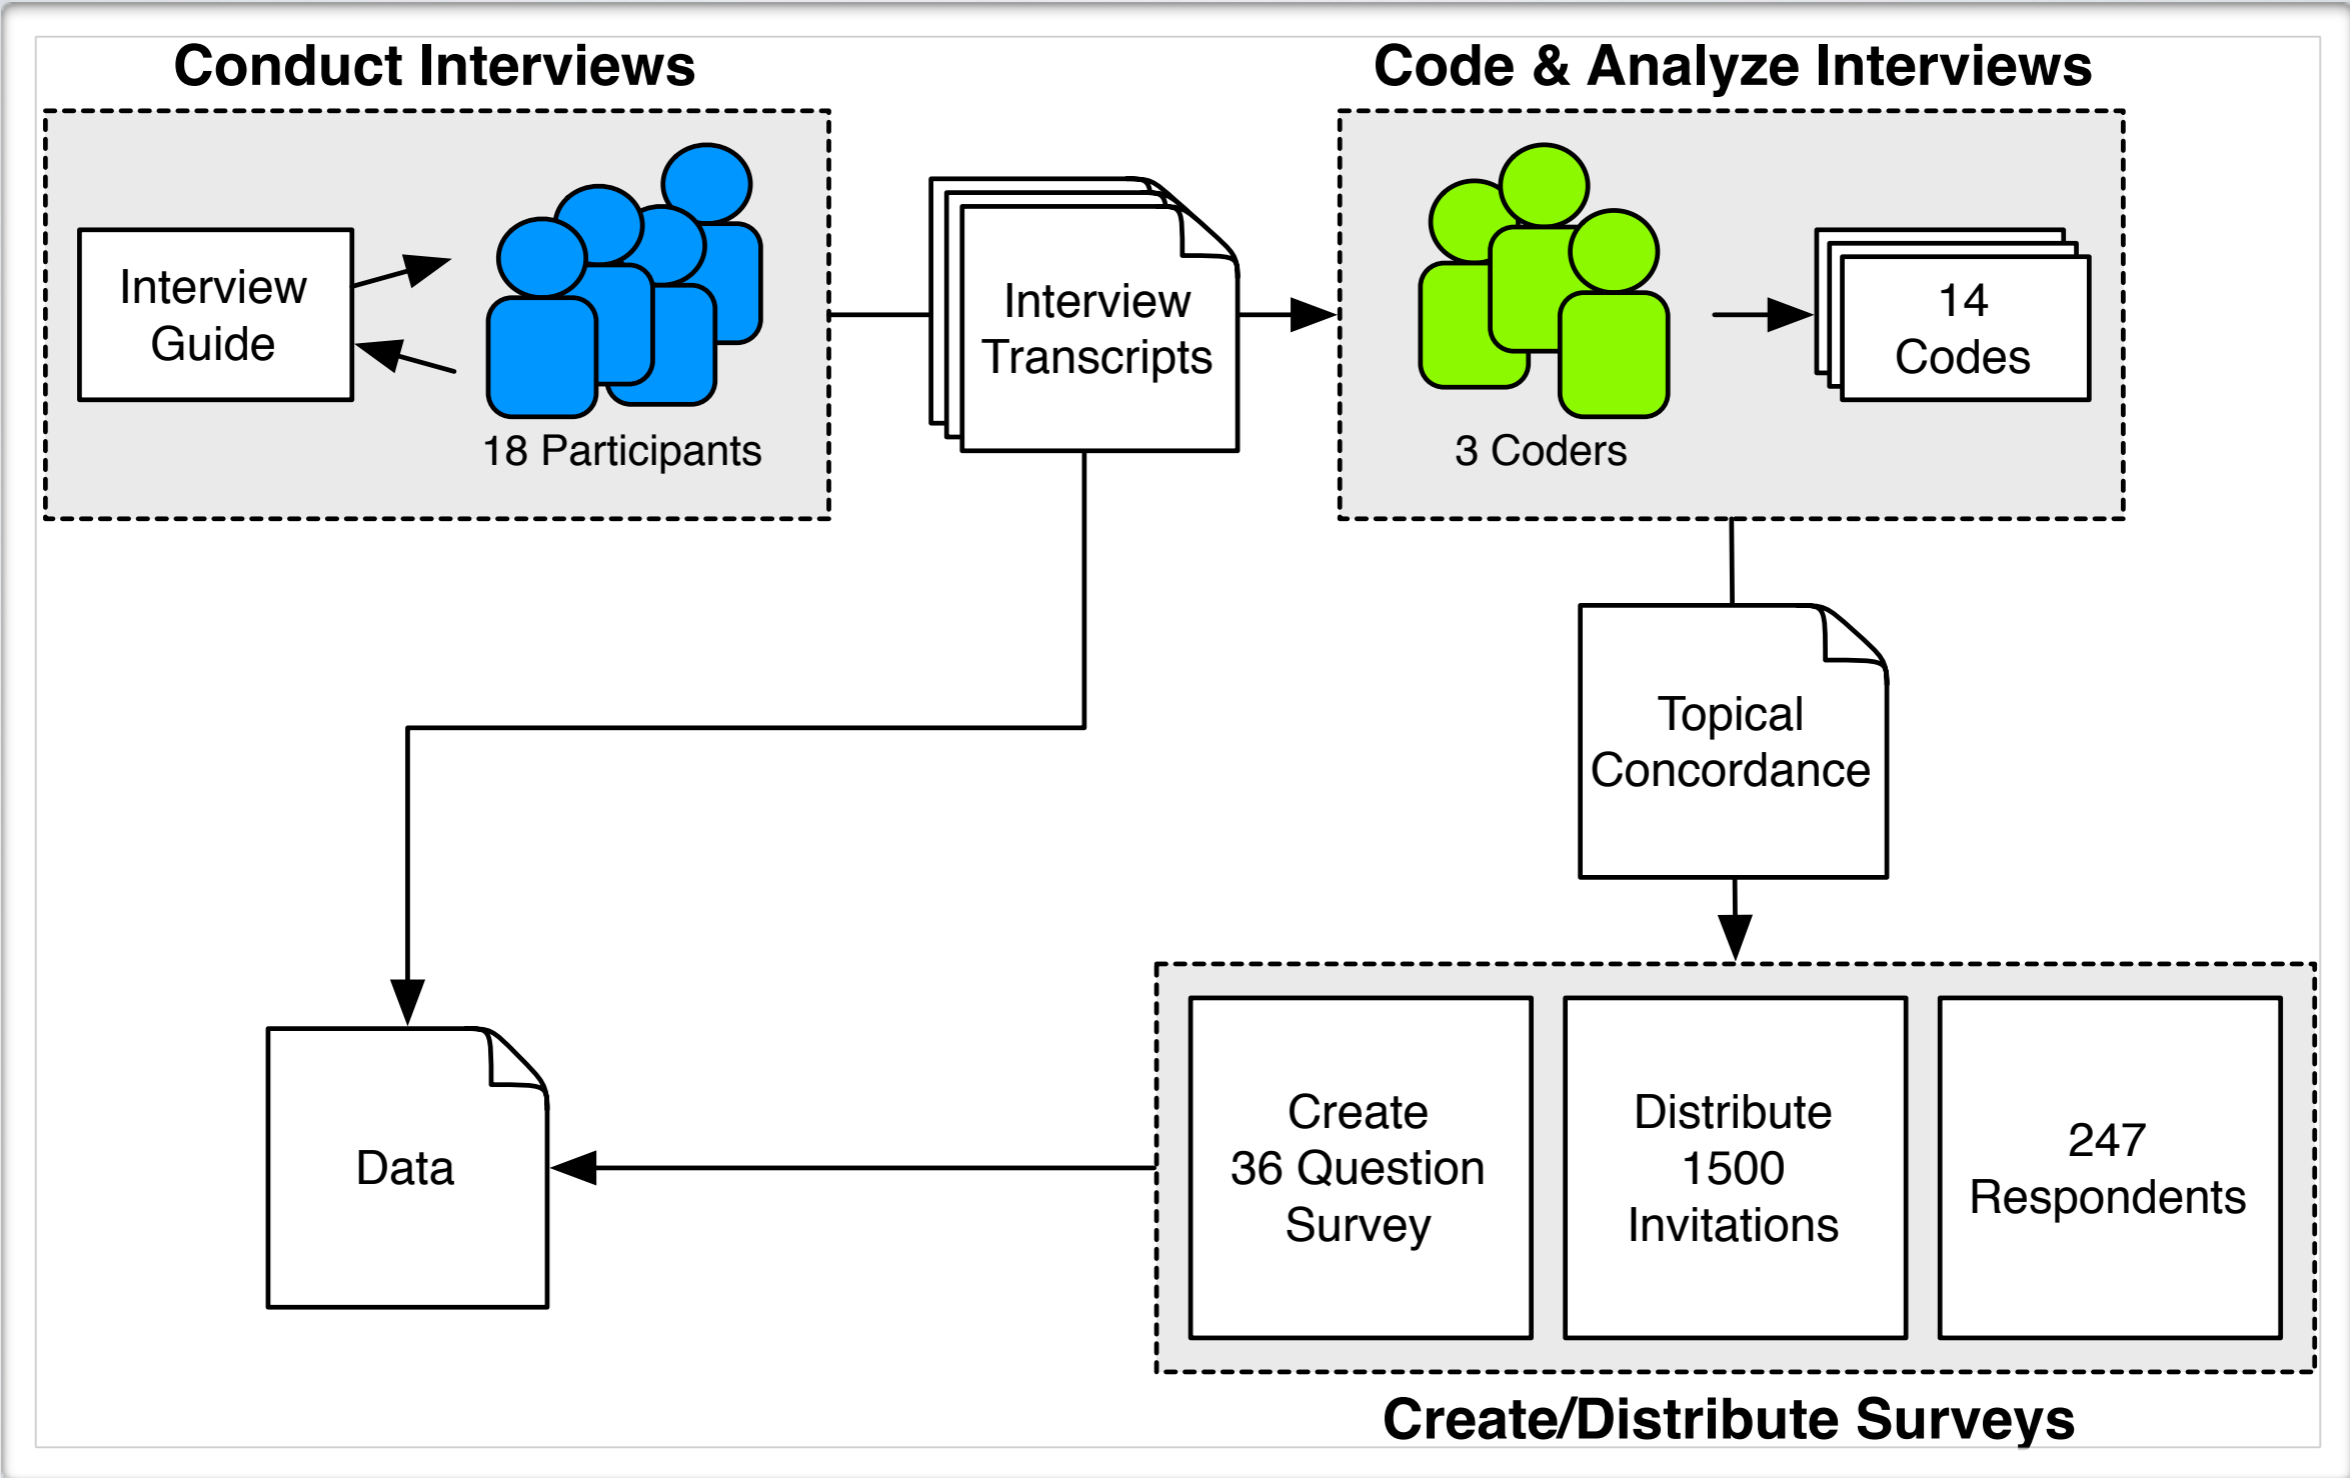 Conduct Interviews
Code & Analyze Interviews
Interview
Guide
18 Participants
Interview
Transcripts
3 Coders
14
Codes
Topical
Concordance
Data
Create
36 Question
Survey
Distribute
1500
Invitations
247
Respondents
Create/Distribute Surveys